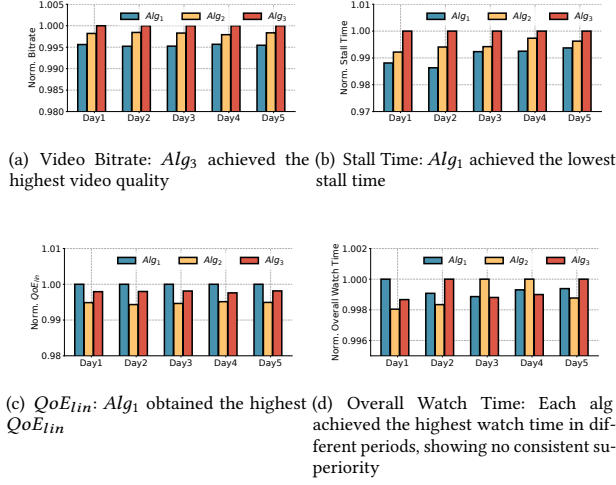 Alg1 Alg2 Alg3
Norm. Bitrate
1.005
1.000
0.995
0.990
0.985
0.980
Day1 Day2 Day3 Day4 Day5
Alg1 Alg2 Alg3
Norm. Stall Time
1.01
1.00
0.99
0.98
0.97
Day1 Day2 Day3 Day4 Day5
(a) Video Bitrate: Alg3 achieved the
highest video quality
(b) Stall Time: Alg1 achieved the lowest
stall time
Alg1 Alg2 Alg3
Norm. QoElin
1.01
1.00
0.99
0.98
Day1 Day2 Day3 Day4 Day5
Alg1 Alg2 Alg3
Norm. Overall Watch Time
1.002
1.000
0.998
0.996
Day1 Day2 Day3 Day4 Day5
(c) QoElin: Alg1 obtained the highest
QoElin
(d) Overall Watch Time: Each alg
achieved the highest watch time in dif-
ferent periods, showing no consistent su-
periority